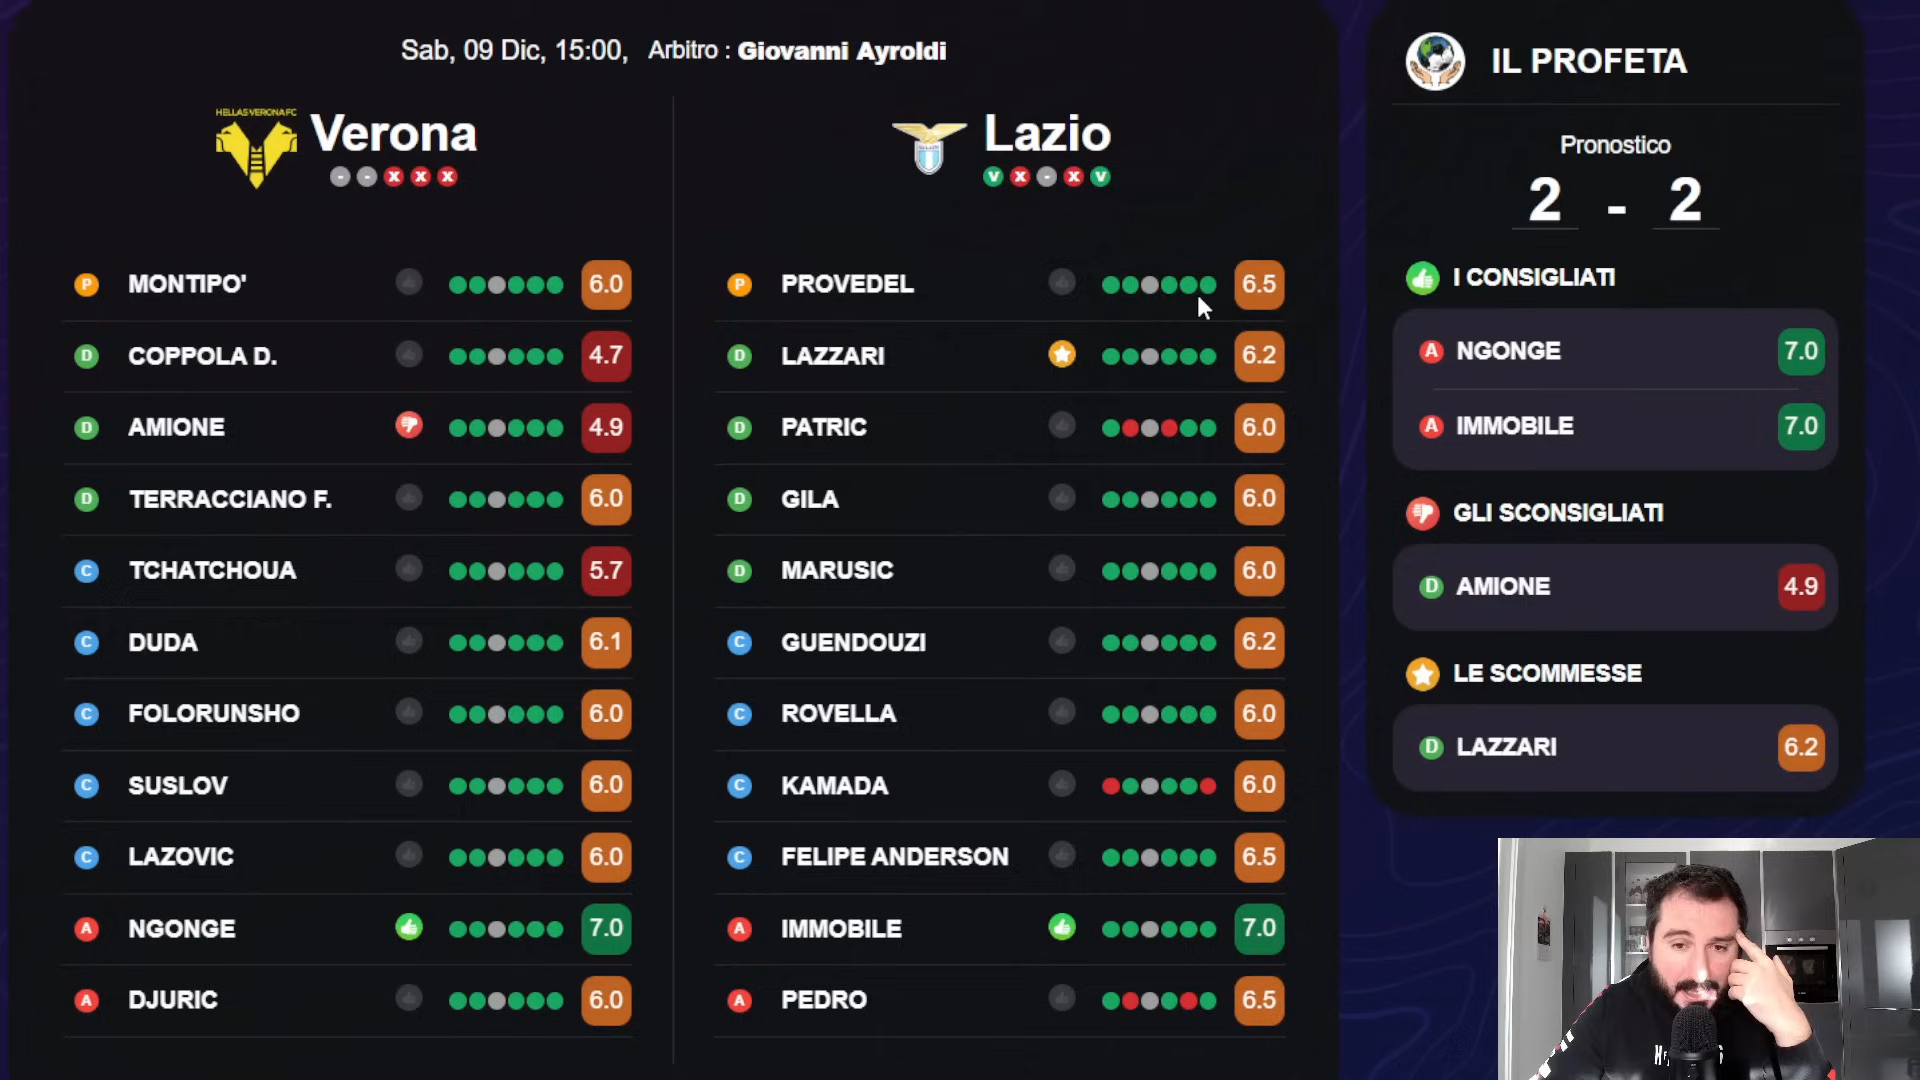 Sab, 09 Dic, 15:00, Arbitro : Giovanni Ayroldi
HELLAS VERONA FC
Verona
- - X X X
P MONTIPO' 6.0
D COPPOLA D. 4.7
D AMIONE 4.9
D TERRACCIANO F. 6.0
C TCHATCHOUA 5.7
C DUDA 6.1
C FOLORUNSHO 6.0
C SUSLOV 6.0
C LAZOVIC 6.0
A NGONGE 7.0
A DJURIC 6.0
Lazio
V X - X V
P PROVEDEL 6.5
D LAZZARI 6.2
D PATRIC 6.0
D GILA 6.0
D MARUSIC 6.0
C GUENDOUZI 6.2
C ROVELLA 6.0
C KAMADA 6.0
C FELIPE ANDERSON 6.5
A IMMOBILE 7.0
A PEDRO 6.5
IL PROFETA
Pronostico
2 - 2
I CONSIGLIATI
A NGONGE 7.0
A IMMOBILE 7.0
GLI SCONSIGLIATI
D AMIONE 4.9
LE SCOMMESSE
D LAZZARI 6.2